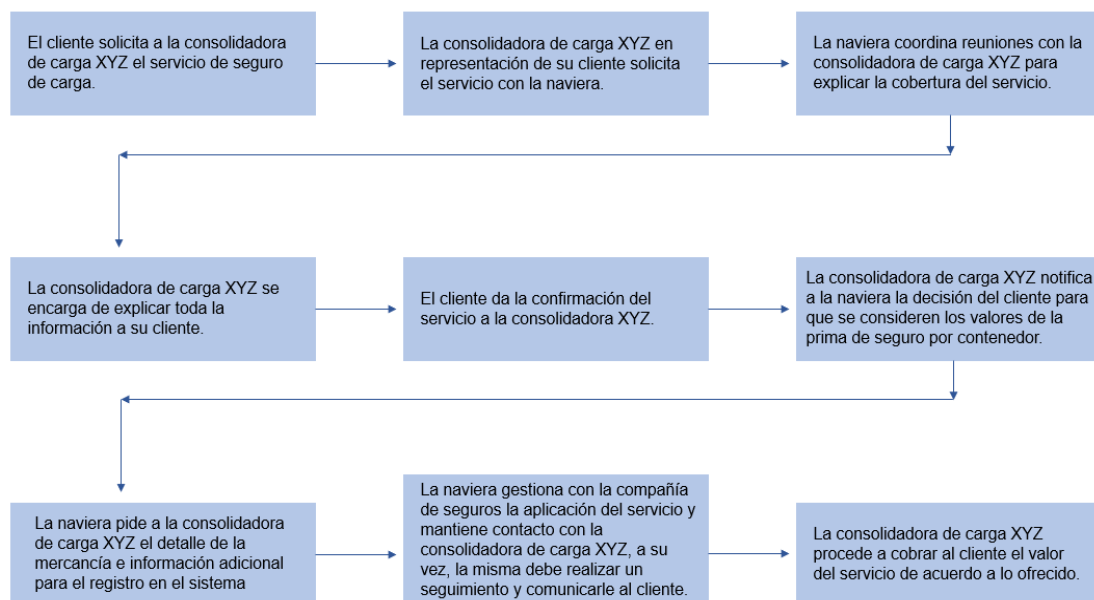 El cliente solicita a la consolidadora
de carga XYZ el servicio de seguro
de carga.
La consolidadora de carga XYZ en
representación de su cliente solicita
el servicio con la naviera.
La naviera coordina reuniones con la
consolidadora de carga XYZ para
explicar la cobertura del servicio.
La consolidadora de carga XYZ se
encarga de explicar toda la
información a su cliente.
El cliente da la confirmación del
servicio a la consolidadora XYZ.
La consolidadora de carga XYZ notifica
a la naviera la decisión del cliente para
que se consideren los valores de la
prima de seguro por contenedor.
La naviera pide a la consolidadora
de carga XYZ el detalle de la
mercancía e información adicional
para el registro en el sistema
La naviera gestiona con la compañía
de seguros la aplicación del servicio y
mantiene contacto con la
consolidadora de carga XYZ, a su
vez, la misma debe realizar un
seguimiento y comunicarle al cliente.
La consolidadora de carga XYZ
procede a cobrar al cliente el valor
del servicio de acuerdo a lo ofrecido.